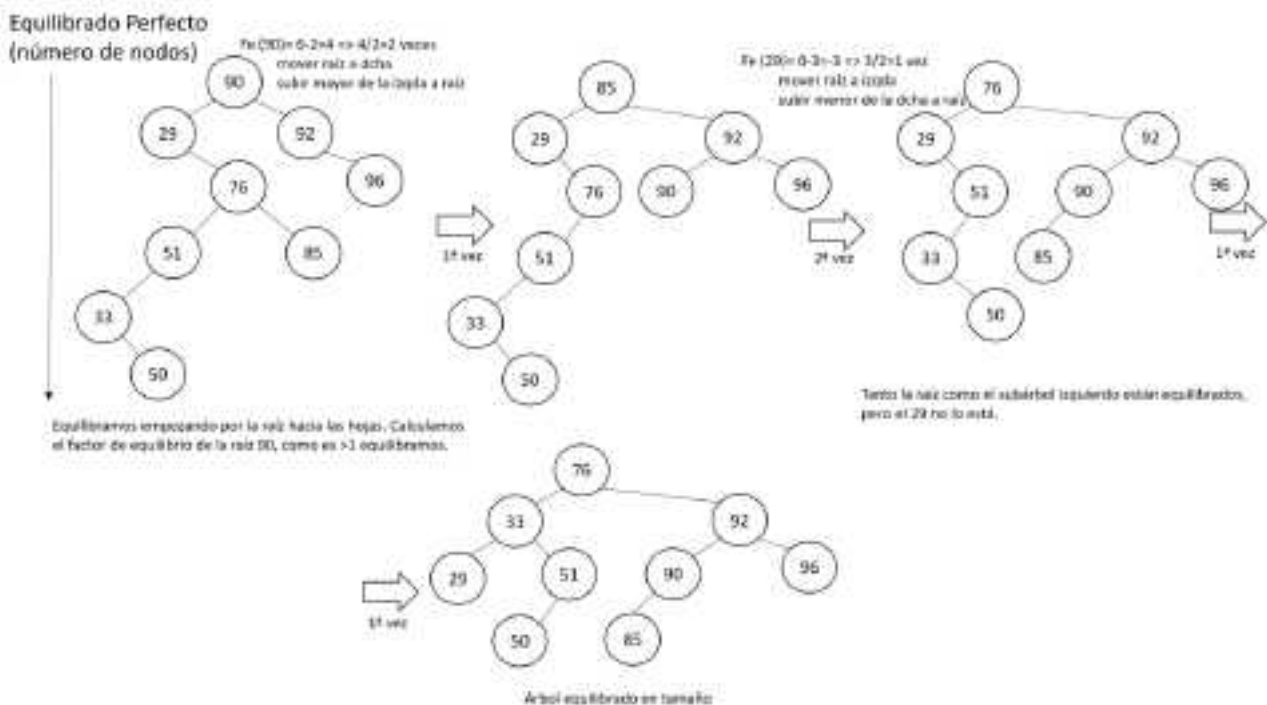 Equilibrado Perfecto
(número de nodos)
Fe (90)= 6-2=4 => 4/2=2 veces
mover raíz a dcha
subir mayor de la izqda a raíz
90
29
92
76
96
51
85
33
50
Equilibramos empezando por la raíz hacia las hojas. Calculamos
el factor de equilibrio de la raíz 90, como es >1 equilibramos.
1ª vez
85
29
92
76
90
96
51
33
50
2ª vez
Fe (29)= 0-3=-3 => 3/2=1 vez
mover raíz a izqda
subir menor de la dcha a raíz
76
29
92
51
90
96
33
85
50
1ª vez
Tanto la raíz como el subárbol izquierdo están equilibrados,
pero el 29 no lo está.
1ª vez
76
33
92
29
51
90
96
50
85
Árbol equilibrado en tamaño